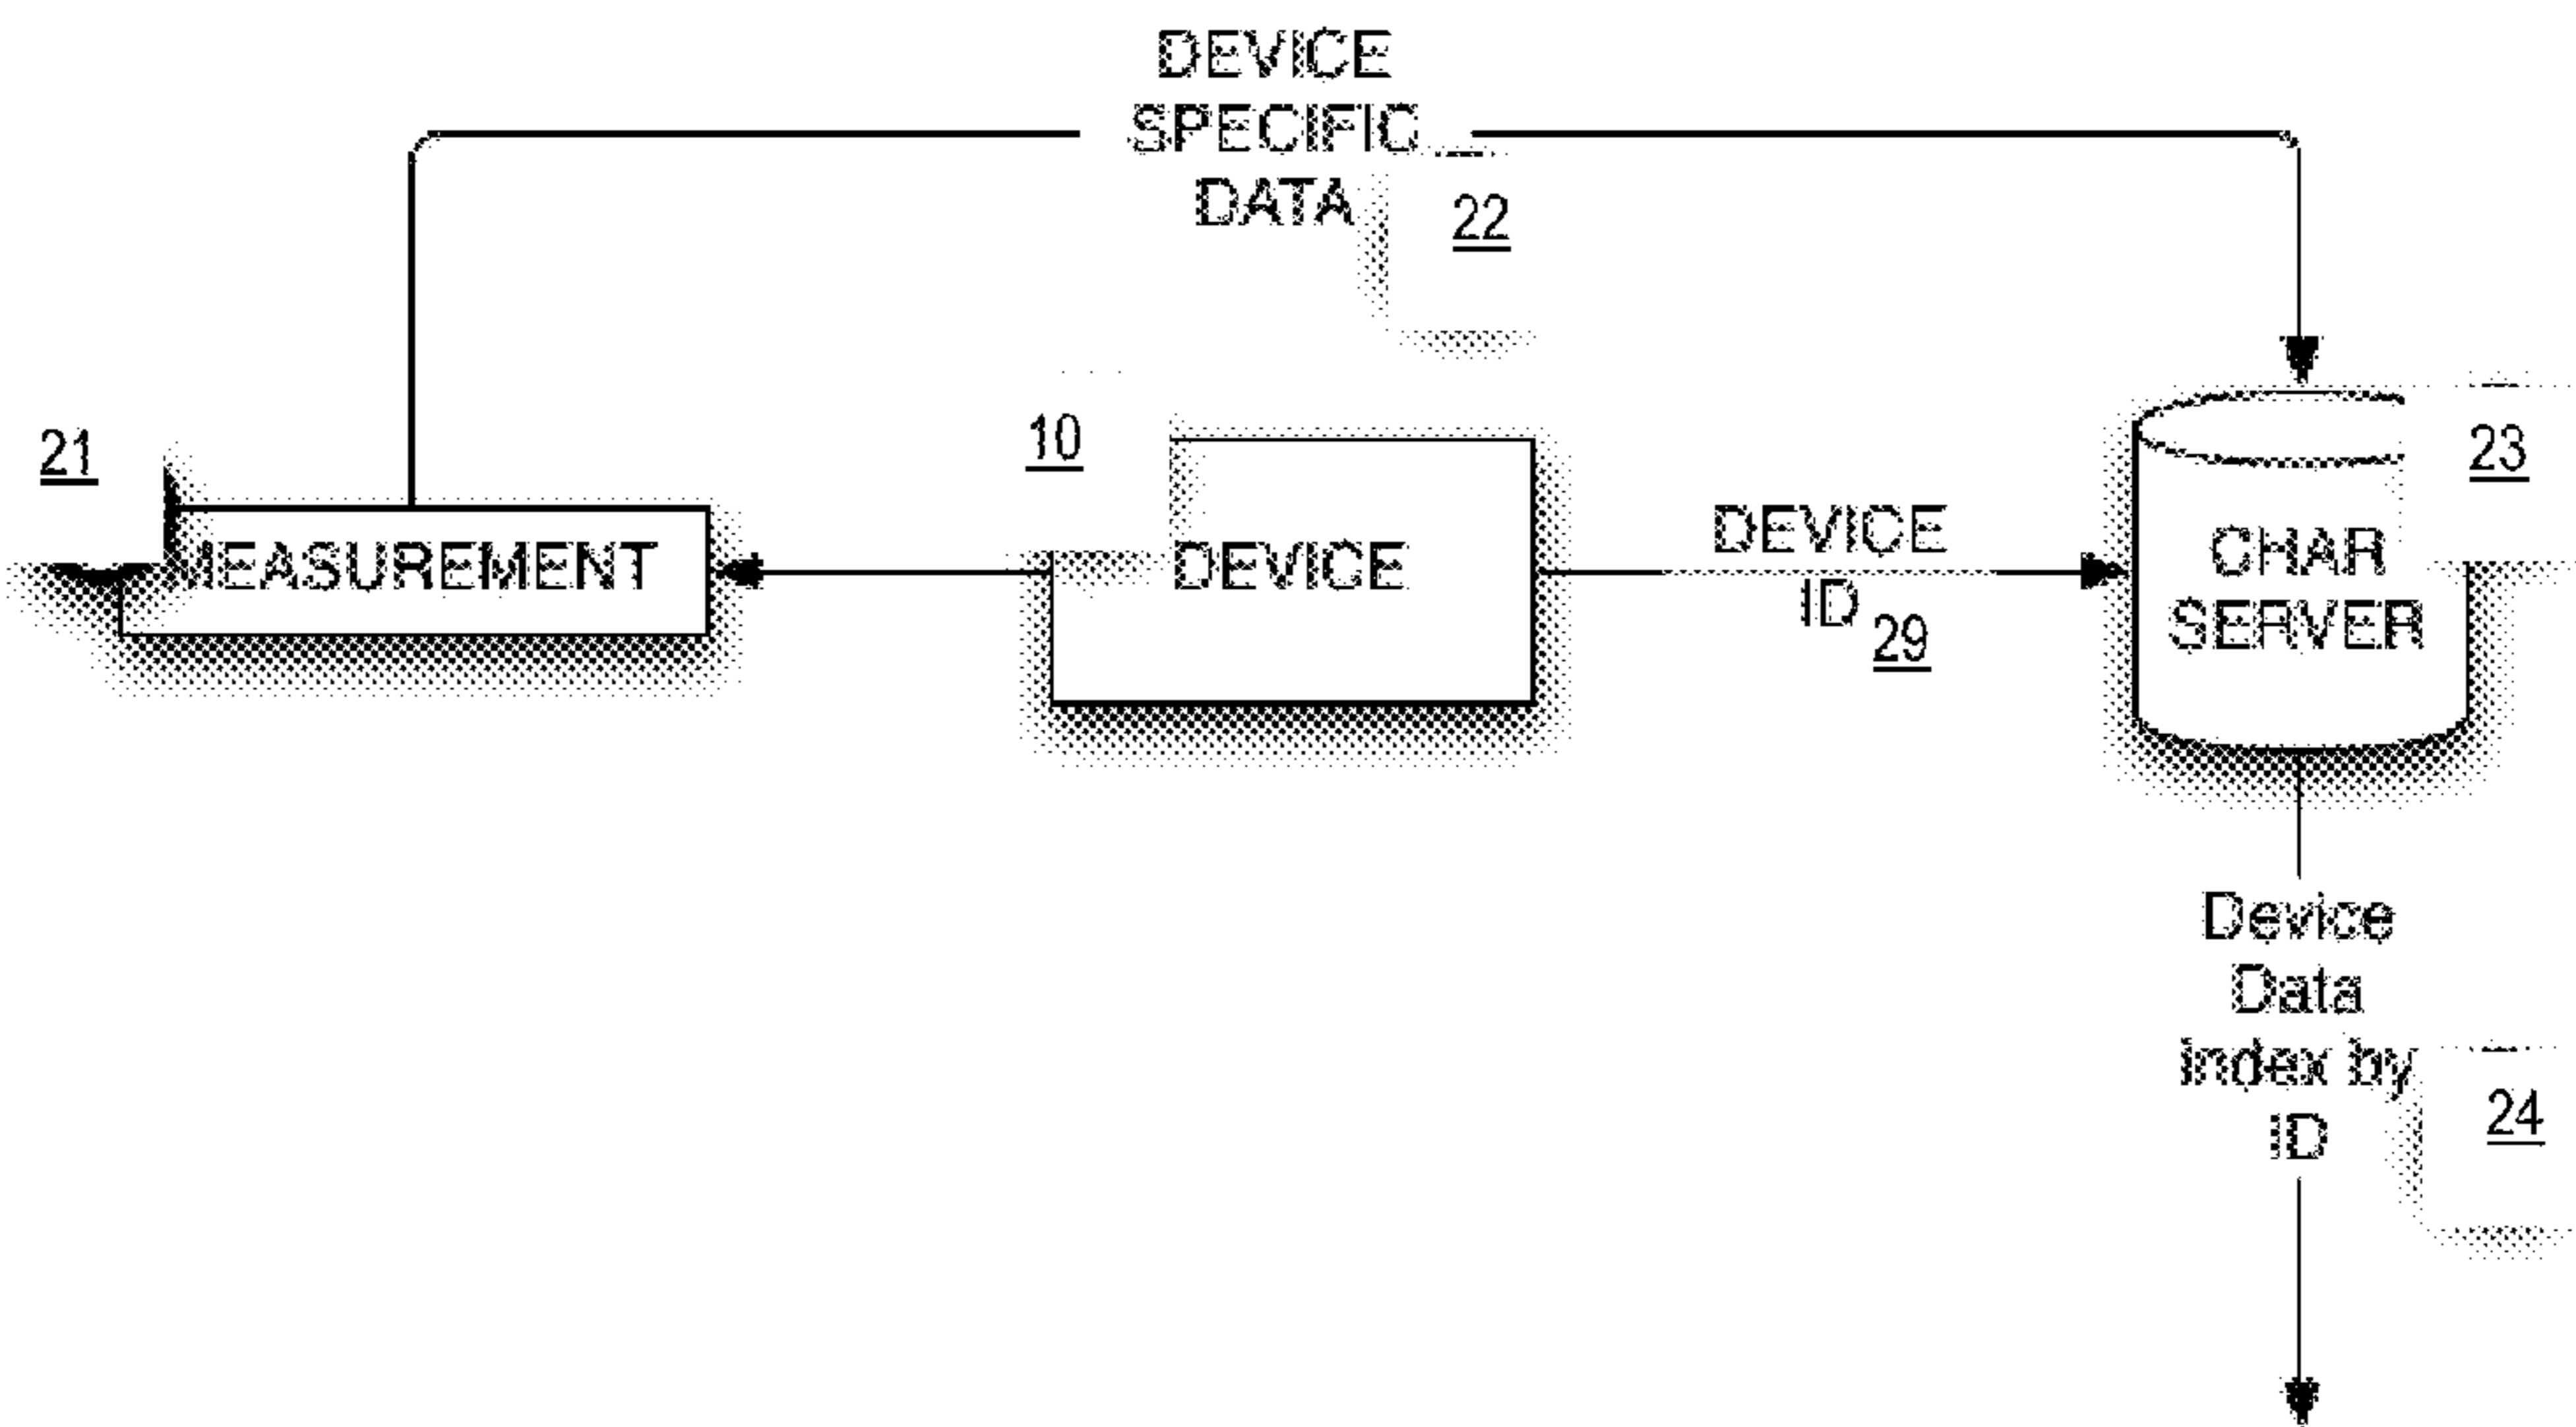 DEVICE
SPECIFIC
DATA
22
21
MEASUREMENT
10
DEVICE
DEVICE
ID
29
23
CHAR
SERVER
Device
Data
index by
ID
24